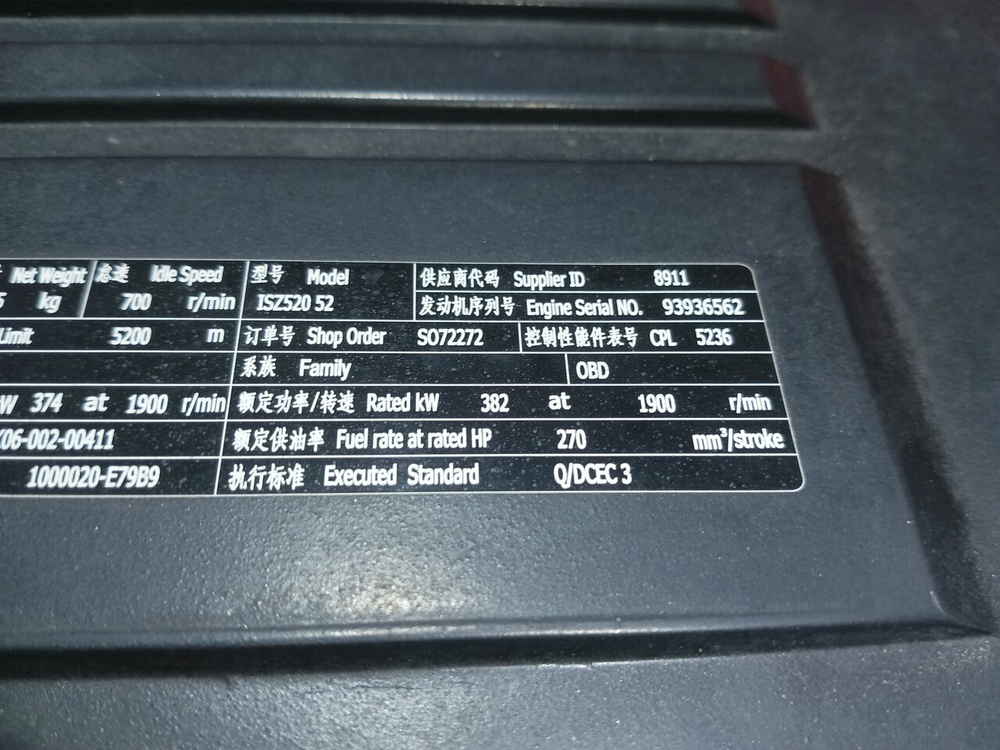 Net Weight 怠速 Idle Speed 型号 Model 供应商代码 Supplier ID 8911
kg 700 r/min ISZ520 52 发动机序列号 Engine Serial NO. 93936562
Limit 5200 m 订单号 Shop Order SO72272 控制性能件表号 CPL 5236
系族 Family OBD
W 374 at 1900 r/min 额定功率/转速 Rated kW 382 at 1900 r/min
06-002-00411 额定供油率 Fuel rate at rated HP 270 mm³/stroke
1000020-E79B9 执行标准 Executed Standard Q/DCEC 3